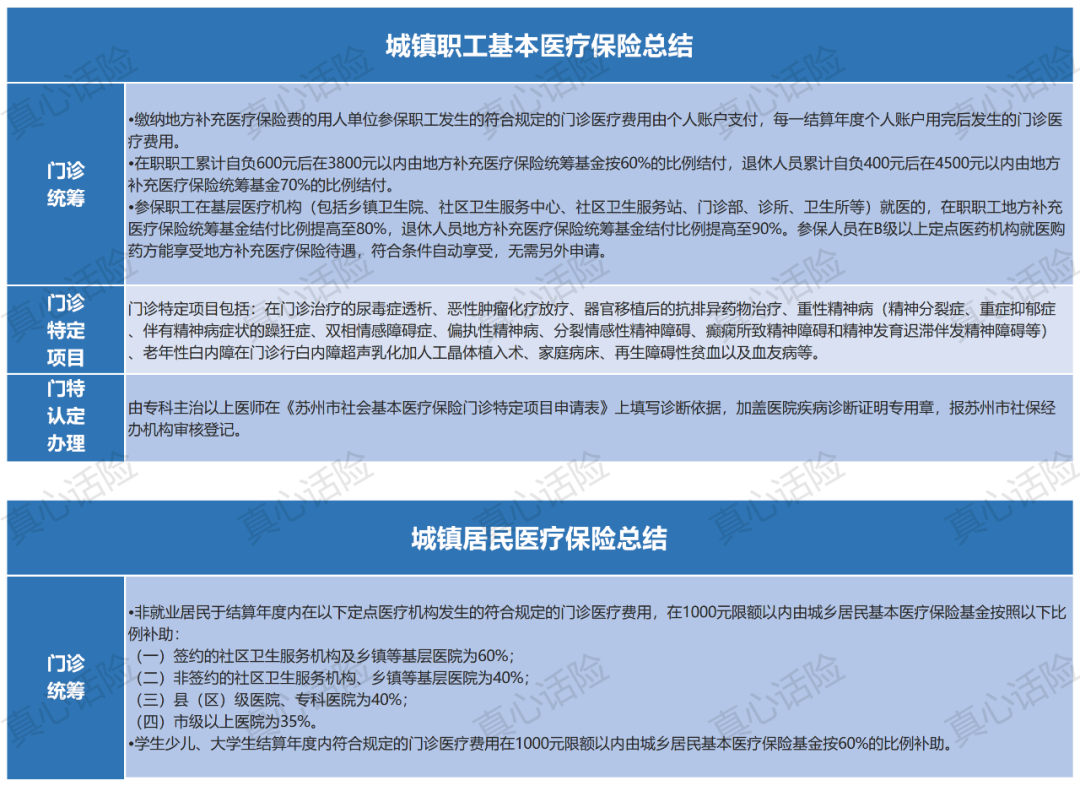 城镇职工基本医疗保险总结
门诊
统筹
•缴纳地方补充医疗保险费的用人单位参保职工发生的符合规定的门诊医疗费用由个人账户支付，每一结算年度个人账户用完后发生的门诊医
疗费用。
•在职职工累计自负600元后在3800元以内由地方补充医疗保险统筹基金按60%的比例结付，退休人员累计自负400元后在4500元以内由地方
补充医疗保险统筹基金70%的比例结付。
•参保职工在基层医疗机构（包括乡镇卫生院、社区卫生服务中心、社区卫生服务站、门诊部、诊所、卫生所等）就医的，在职职工地方补充
医疗保险统筹基金结付比例提高至80%，退休人员地方补充医疗保险统筹基金结付比例提高至90%。参保人员在B级以上定点医药机构就医购
药方能享受地方补充医疗保险待遇，符合条件自动享受，无需另外申请。
门诊
特定
项目
门诊特定项目包括：在门诊治疗的尿毒症透析、恶性肿瘤化疗放疗、器官移植后的抗排异药物治疗、重性精神病（精神分裂症、重症抑郁症
、伴有精神病症状的躁狂症、双相情感障碍症、偏执性精神病、分裂情感性精神障碍、癫痫所致精神障碍和精神发育迟滞伴发精神障碍等）
、老年性白内障在门诊行白内障超声乳化加人工晶体植入术、家庭病床、再生障碍性贫血以及血友病等。
门特
认定
办理
由专科主治以上医师在《苏州市社会基本医疗保险门诊特定项目申请表》上填写诊断依据，加盖医院疾病诊断证明专用章，报苏州市社保经
办机构审核登记。
城镇居民医疗保险总结
门诊
统筹
•非就业居民于结算年度内在以下定点医疗机构发生的符合规定的门诊医疗费用，在1000元限额以内由城乡居民基本医疗保险基金按照以下比
例补助：
（一）签约的社区卫生服务机构及乡镇等基层医院为60%；
（二）非签约的社区卫生服务机构、乡镇等基层医院为40%；
（三）县（区）级医院、专科医院为40%；
（四）市级以上医院为35%。
•学生少儿、大学生结算年度内符合规定的门诊医疗费用在1000元限额以内由城乡居民基本医疗保险基金按60%的比例补助。
真心话险